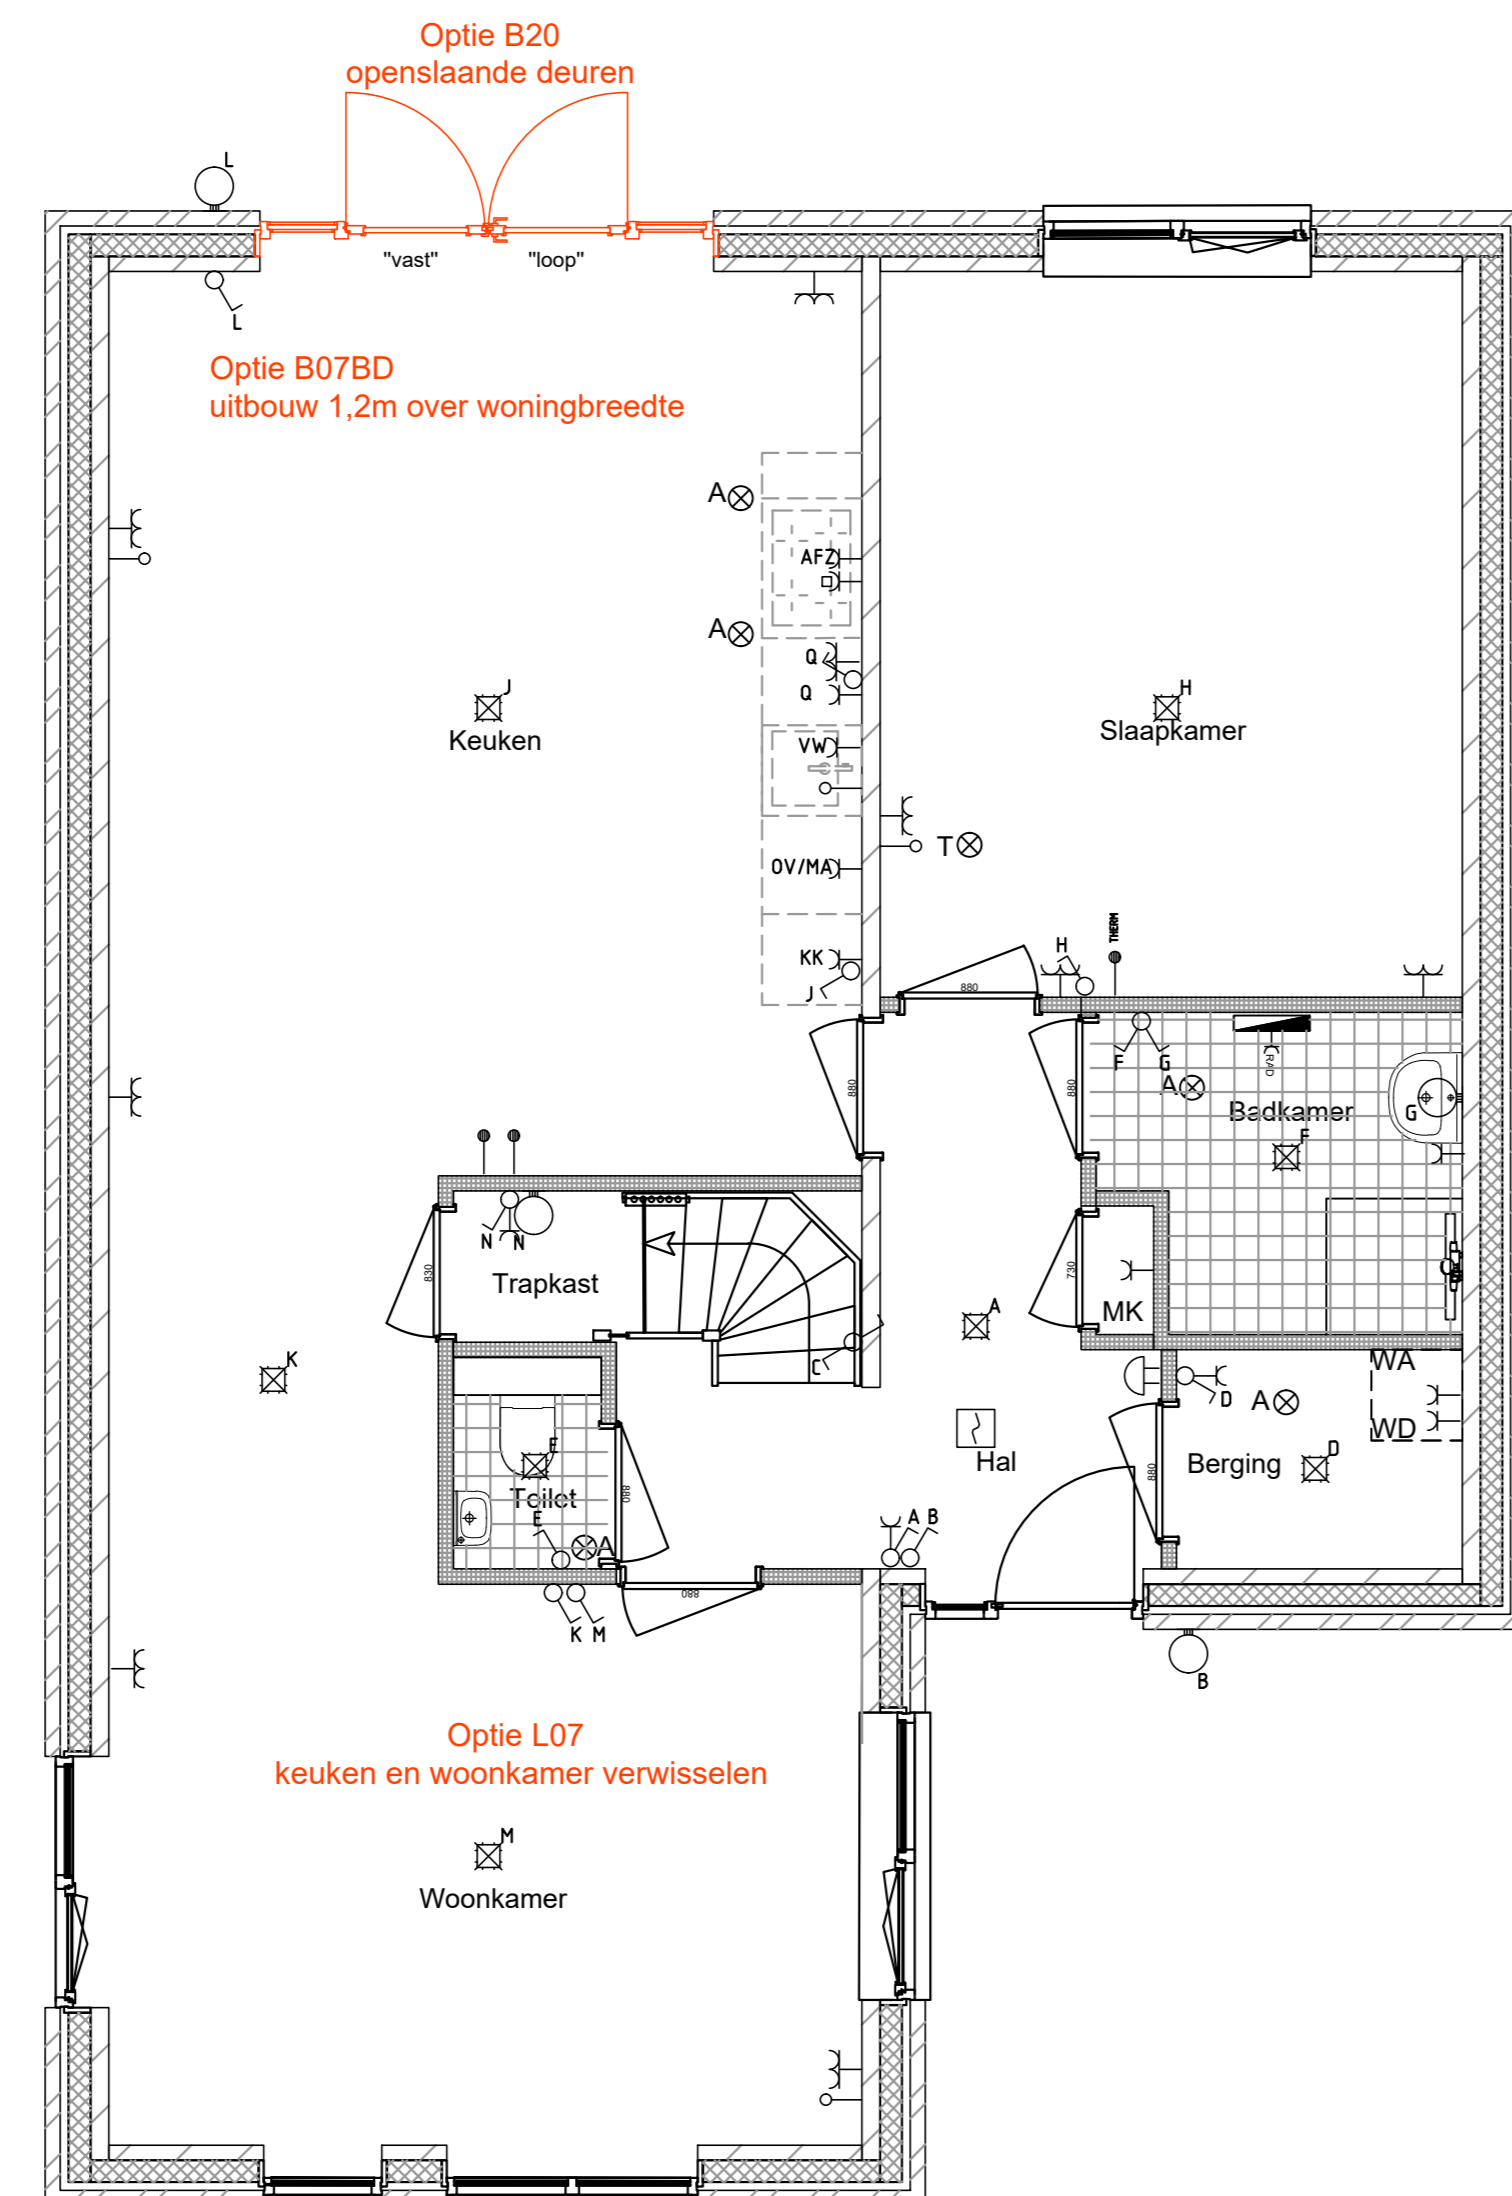 Optie B20
openslaande deuren
L
"vast" "loop"
L
Optie B07BD
uitbouw 1,2m over woningbreedte
A
AFZ
A
Q
Q
J
Keuken
H
Slaapkamer
VW
T
OV/MA
KK
J
H
THERM
880
880
880
F G
RAD
A
Badkamer
G
F
N N
830
Trapkast
730
MK
A
C
K
WA
D
A
WD
Hal
Berging
D
880
E
Toilet
E
A
880
A B
880
K M
B
Optie L07
keuken en woonkamer verwisselen
M
Woonkamer